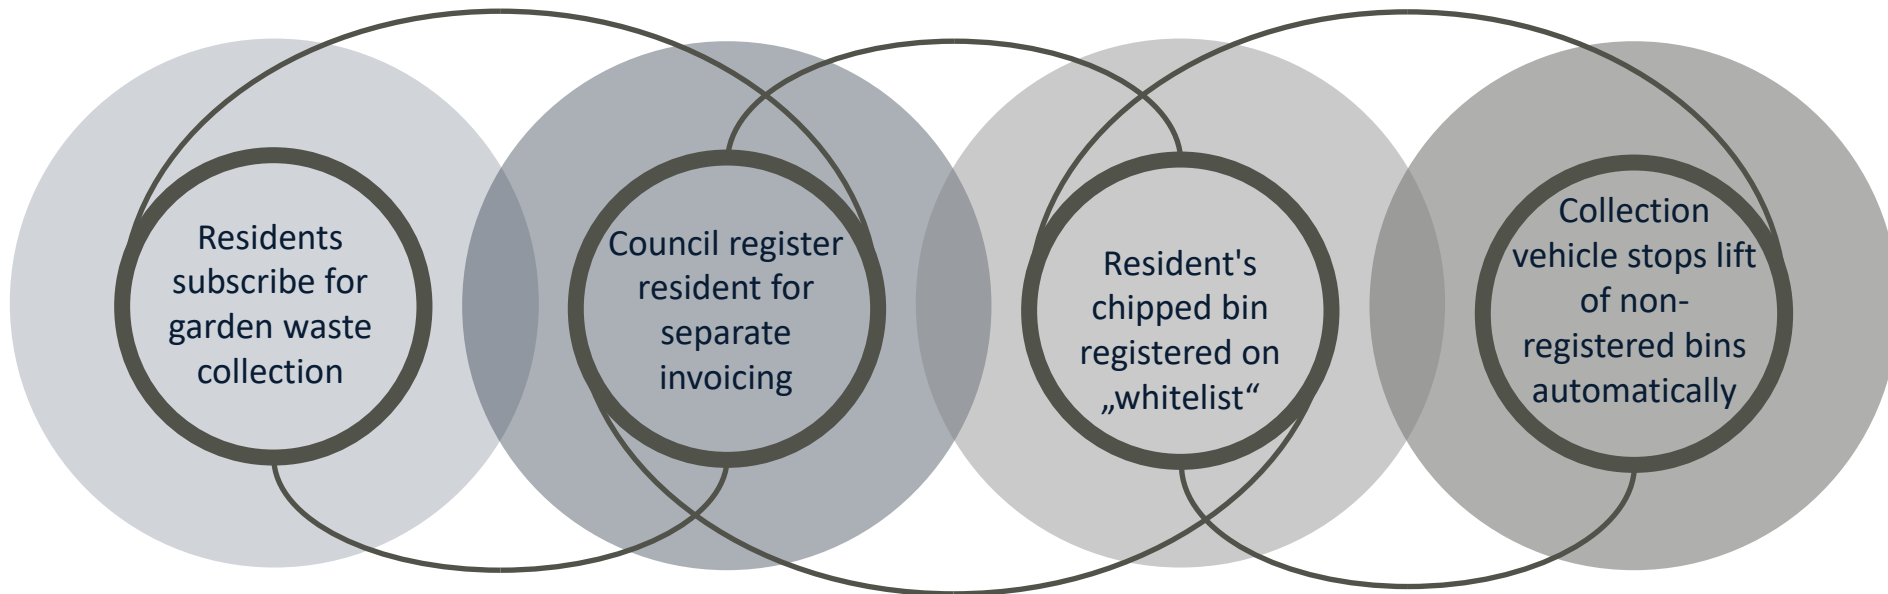 Residents
subscribe for
garden waste
collection
Council register
resident for
separate
invoicing
Resident's
chipped bin
registered on
„whitelist“
Collection
vehicle stops lift
of non-
registered bins
automatically